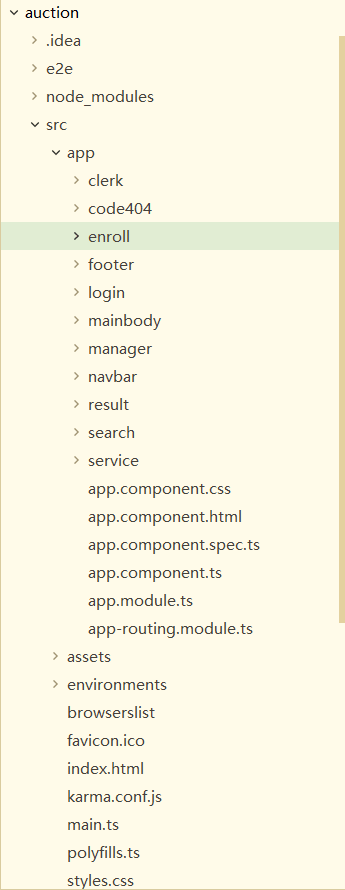 auction
.idea
e2e
node_modules
src
app
clerk
code404
enroll
footer
login
mainbody
manager
navbar
result
search
service
app.component.css
app.component.html
app.component.spec.ts
app.component.ts
app.module.ts
app-routing.module.ts
assets
environments
browserslist
favicon.ico
index.html
karma.conf.js
main.ts
polyfills.ts
styles.css